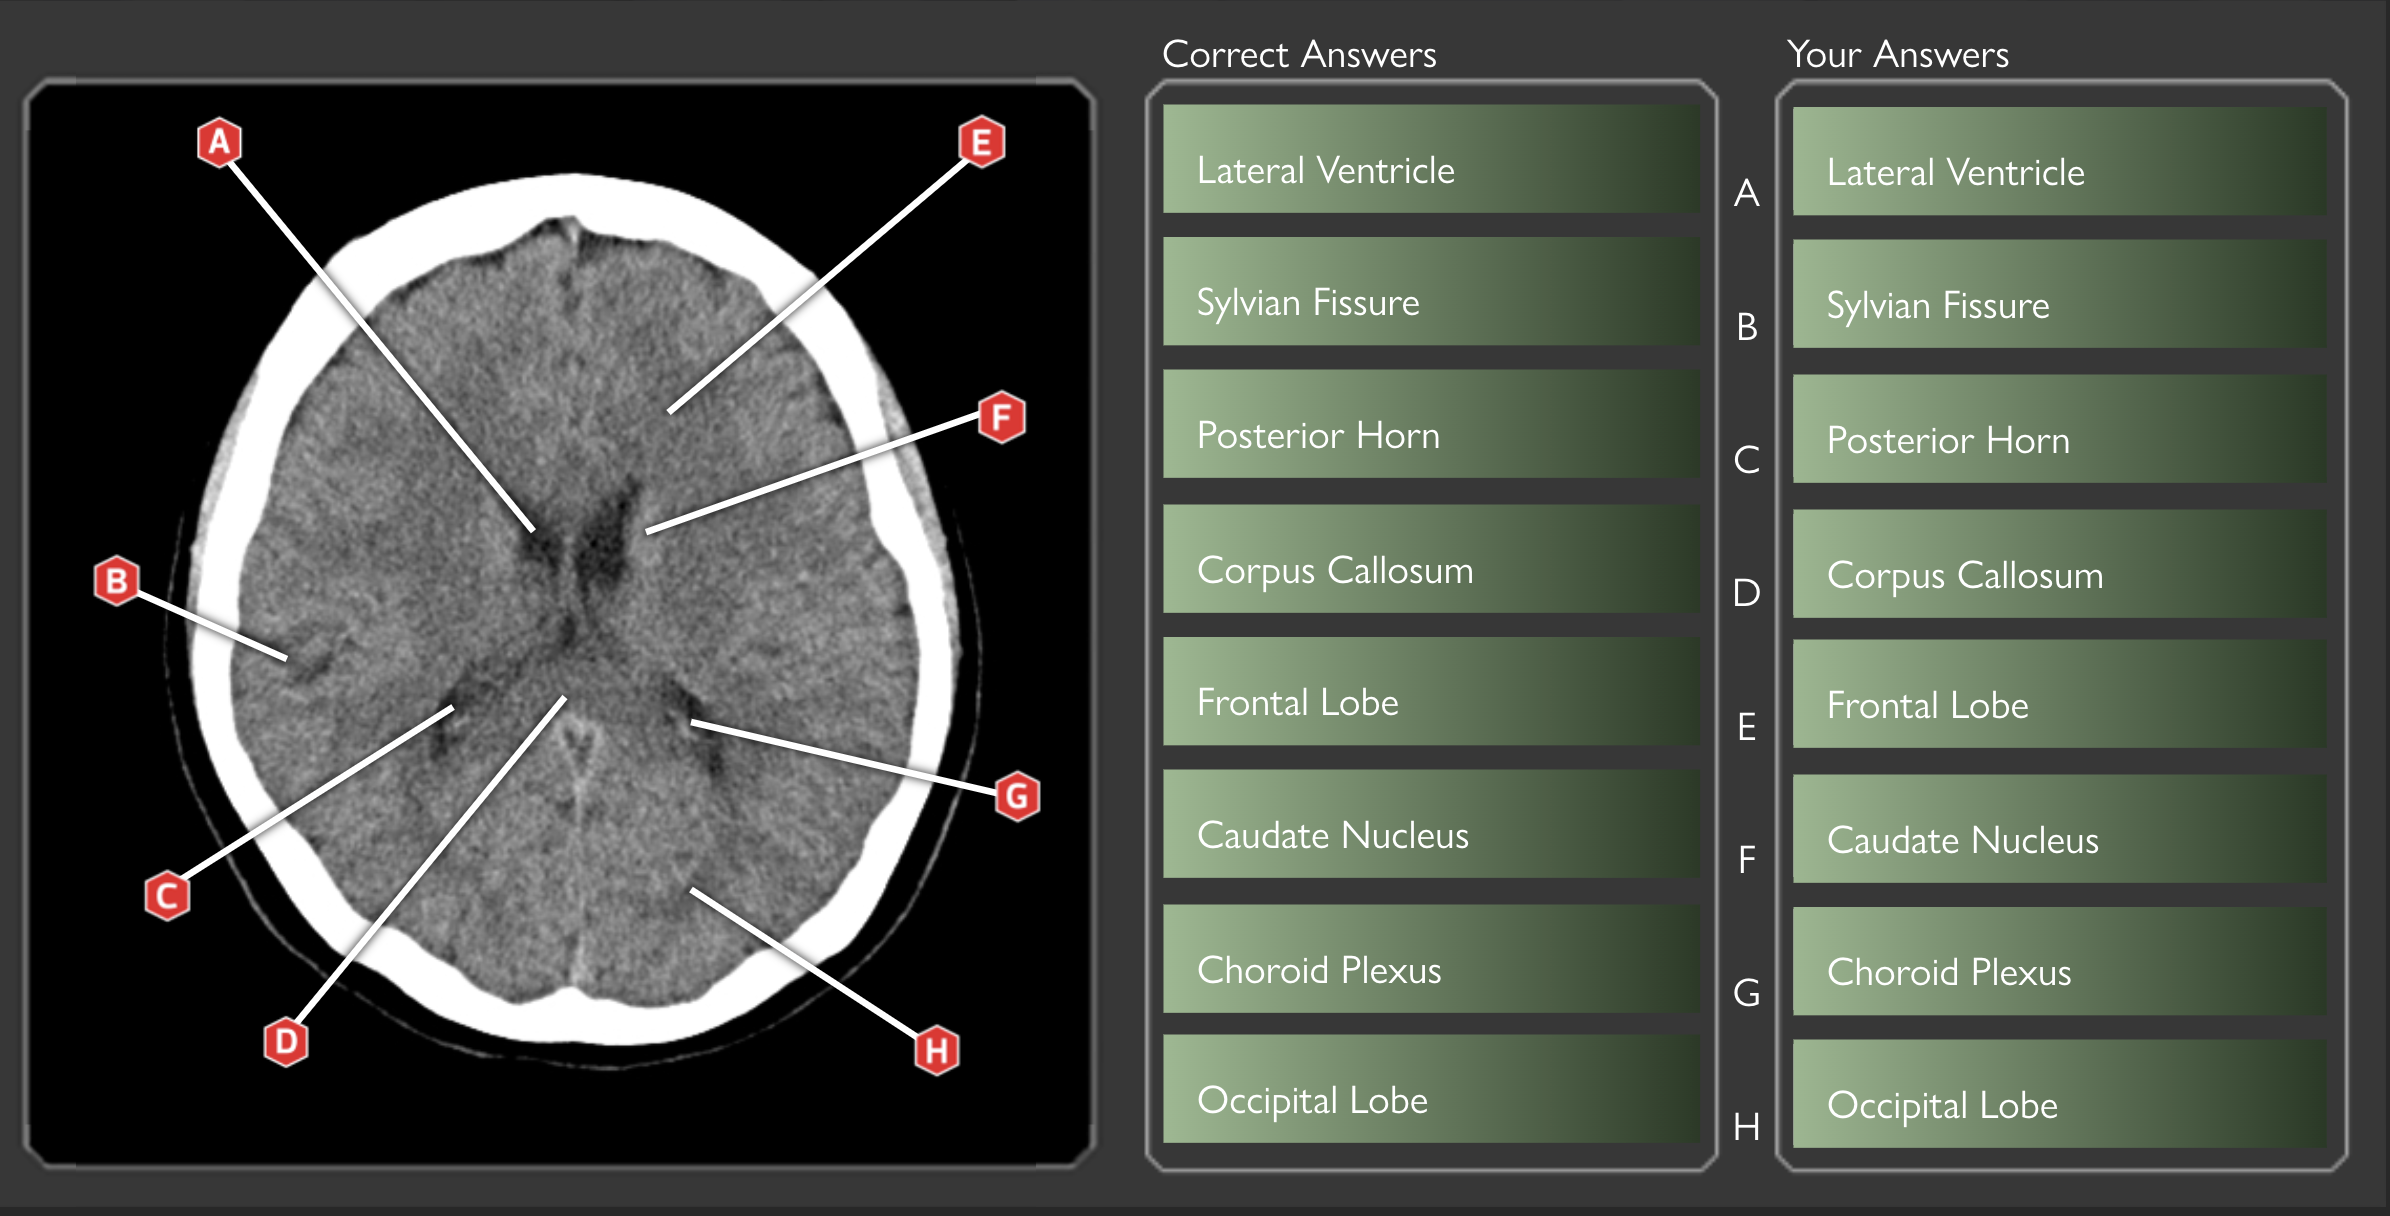 Correct Answers
Your Answers
A
E
F
B
C
G
D
H
Lateral Ventricle
Sylvian Fissure
Posterior Horn
Corpus Callosum
Frontal Lobe
Caudate Nucleus
Choroid Plexus
Occipital Lobe
A
B
C
D
E
F
G
H
Lateral Ventricle
Sylvian Fissure
Posterior Horn
Corpus Callosum
Frontal Lobe
Caudate Nucleus
Choroid Plexus
Occipital Lobe